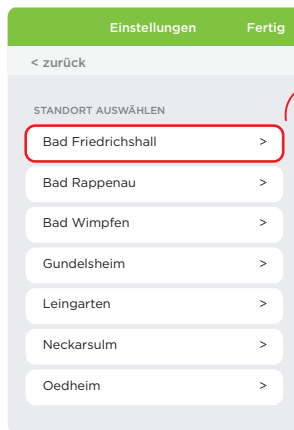 Einstellungen Fertig
< zurück
STANDORT AUSWÄHLEN
Bad Friedrichshall >
Bad Rappenau >
Bad Wimpfen >
Gundelsheim >
Leingarten >
Neckarsulm >
Oedheim >